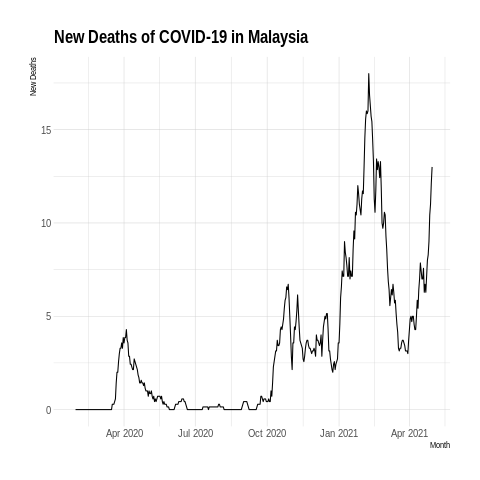 New Deaths of COVID-19 in Malaysia
New Deaths
15
10
5
0
Apr 2020 Jul 2020 Oct 2020 Jan 2021 Apr 2021
Month